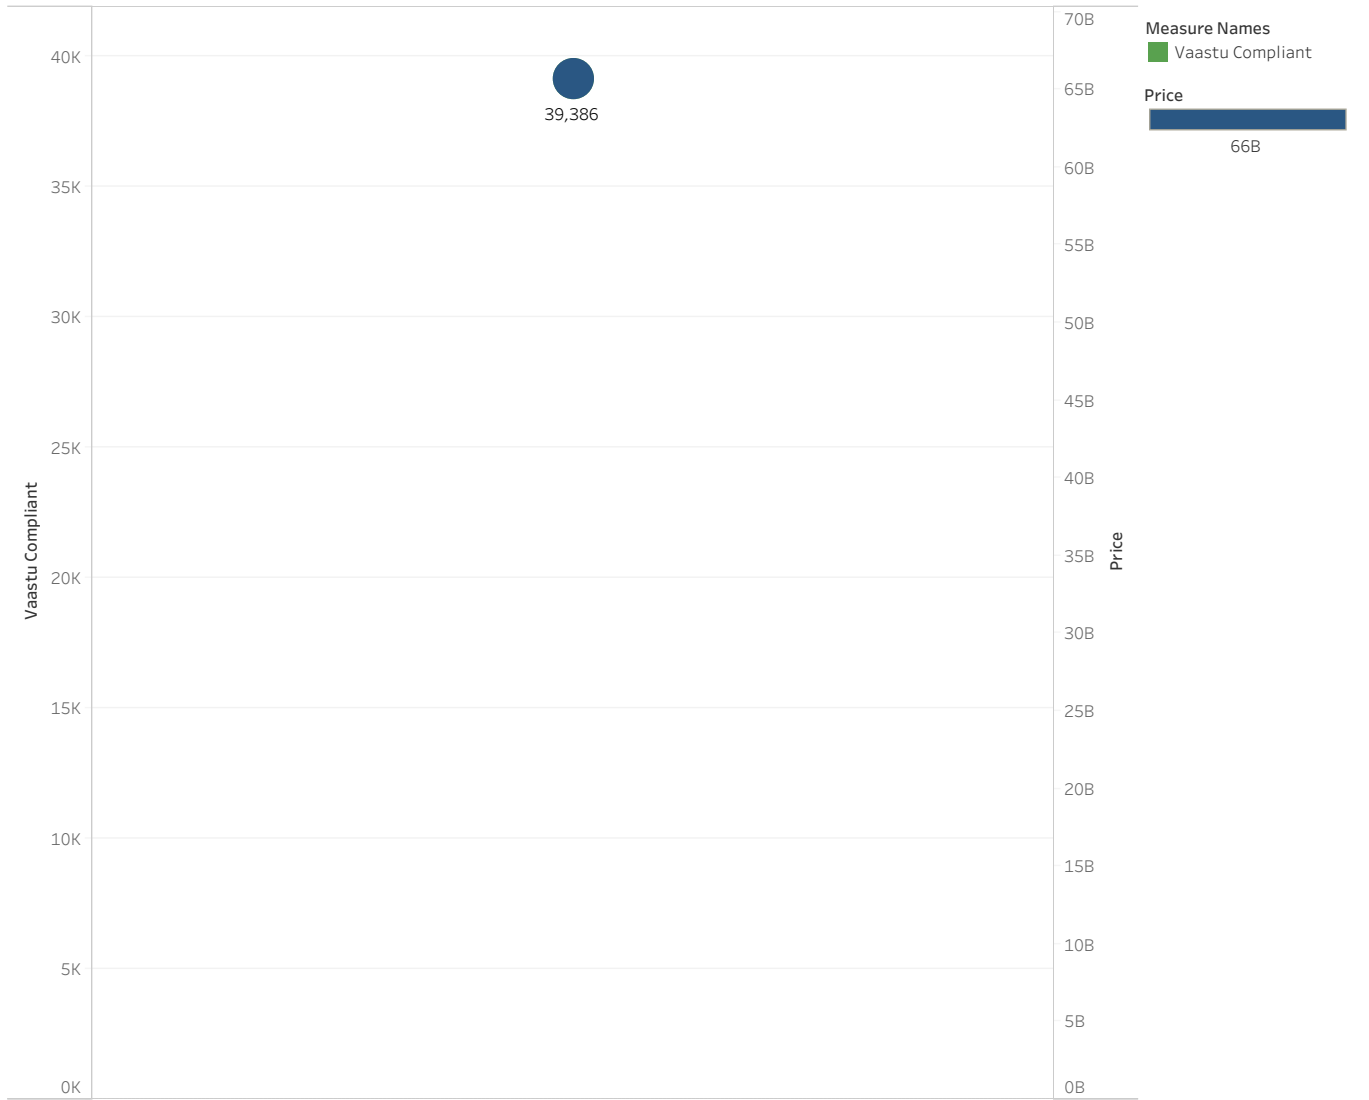 Vaastu Compliant
40K
35K
30K
25K
20K
15K
10K
5K
0K
39,386
70B
65B
60B
55B
50B
45B
40B
35B
30B
25B
20B
15B
10B
5B
0B
Price
Measure Names
Vaastu Compliant
Price
66B